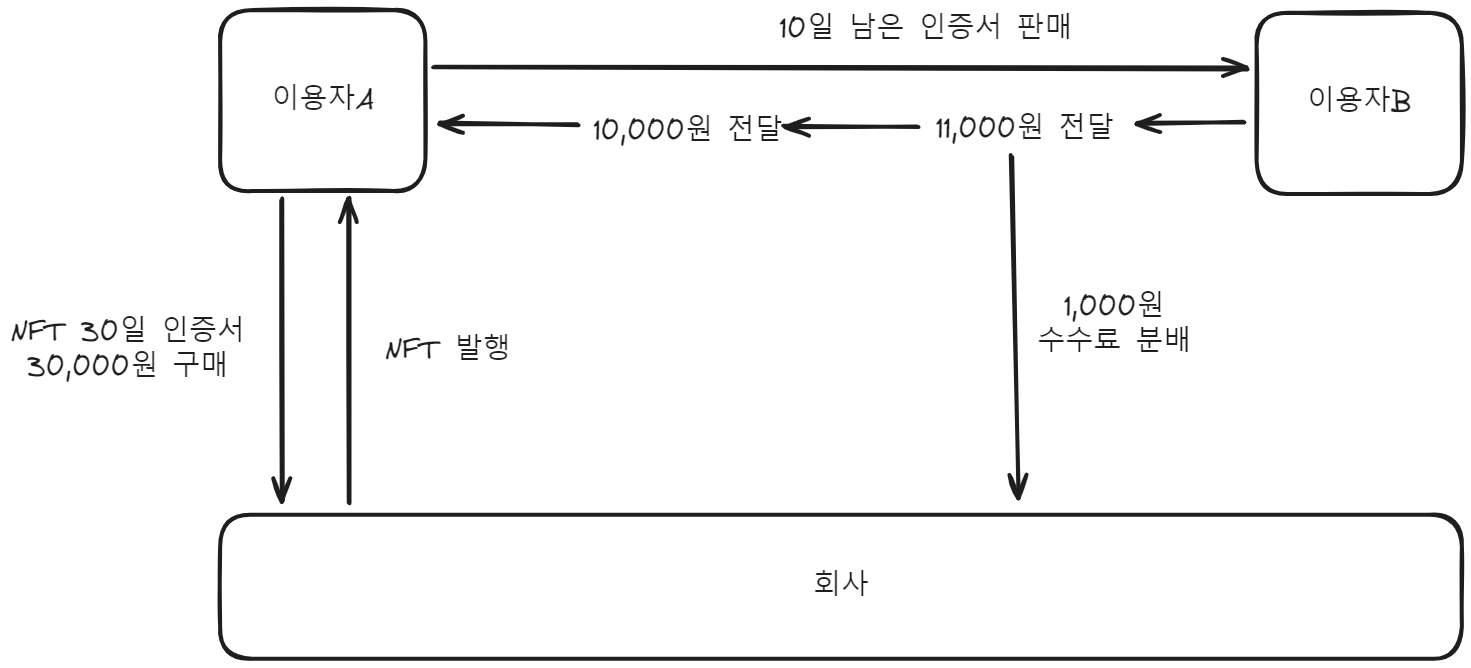 10일 남은 인증서 판매
이용자A
이용자B
10,000원 전달
11,000원 전달
NFT 30일 인증서
30,000원 구매
NFT 발행
1,000원
수수료 분배
회사